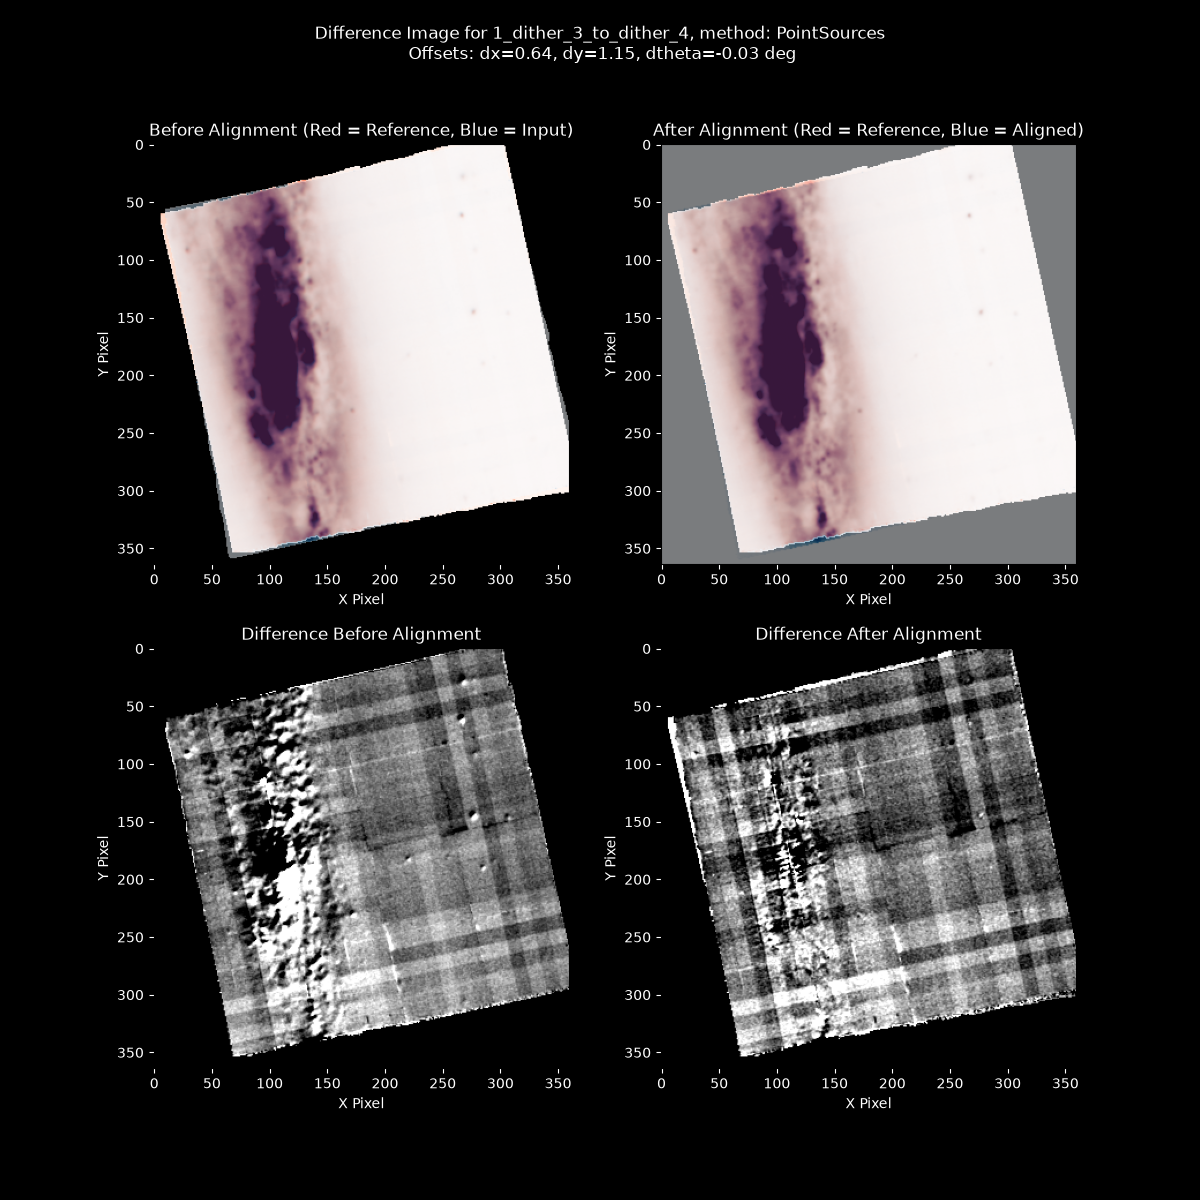 Difference Image for 1_dither_3_to_dither_4, method: PointSources
Offsets: dx=0.64, dy=1.15, dtheta=-0.03 deg
Before Alignment (Red = Reference, Blue = Input)
0
50
100
150
200
250
300
350
Y Pixel
0 50 100 150 200 250 300 350
X Pixel
After Alignment (Red = Reference, Blue = Aligned)
0
50
100
150
200
250
300
350
Y Pixel
0 50 100 150 200 250 300 350
X Pixel
Difference Before Alignment
0
50
100
150
200
250
300
350
Y Pixel
0 50 100 150 200 250 300 350
X Pixel
Difference After Alignment
0
50
100
150
200
250
300
350
Y Pixel
0 50 100 150 200 250 300 350
X Pixel